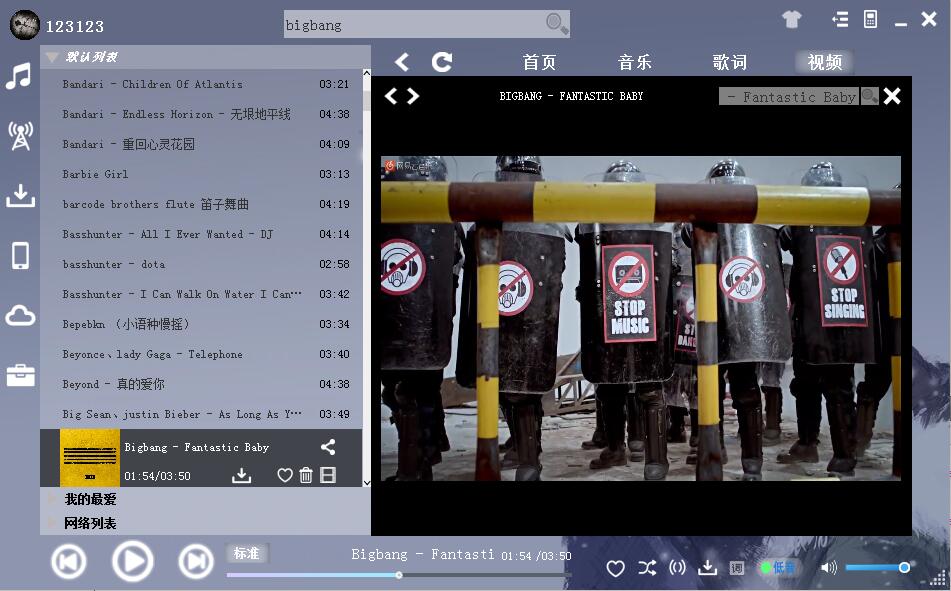 123123
bigbang
默认列表
首页 音乐 歌词 视频
Bandari - Children Of Atlantis 03:21
Bandari - Endless Horizon - 无垠地平线 04:38
Bandari - 重回心灵花园 04:09
Barbie Girl 03:13
barcode brothers flute 笛子舞曲 04:19
Basshunter - All I Ever Wanted - DJ 04:14
basshunter - dota 02:58
Basshunter - I Can Walk On Water I Can… 03:42
Bepebkn （小语种慢摇） 03:34
Beyonce、lady Gaga - Telephone 03:40
Beyond - 真的爱你 04:38
Big Sean、justin Bieber - As Long As Y… 03:49
Bigbang - Fantastic Baby
01:54/03:50
我的最爱
网络列表
BIGBANG - FANTASTIC BABY
- Fantastic Baby
网易云音乐
STOP
MUSIC
STOP
STOP
SINGING
标准
Bigbang - Fantasti 01:54 /03:50
词
低音